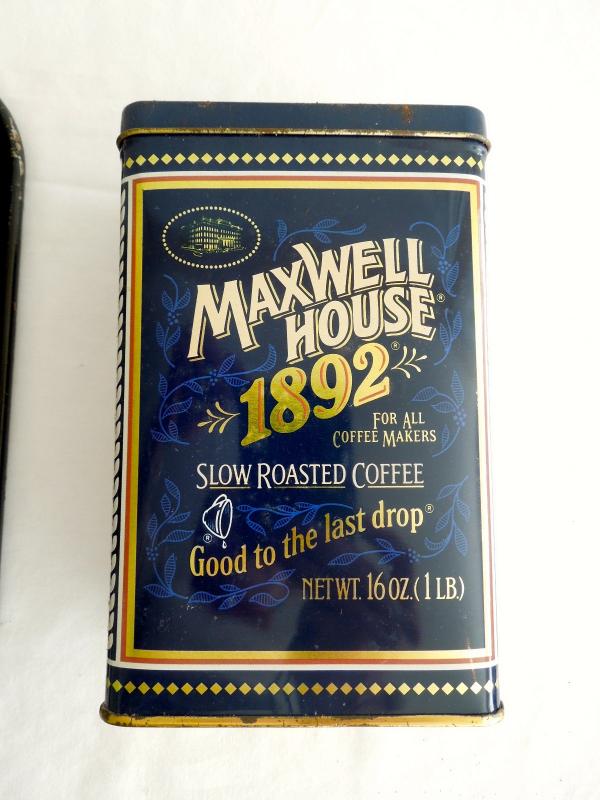 MAXWELL
HOUSE®
1892®
FOR ALL
COFFEE MAKERS
SLOW ROASTED COFFEE
®
Good to the last drop®
NET WT. 16 OZ. (1 LB.)